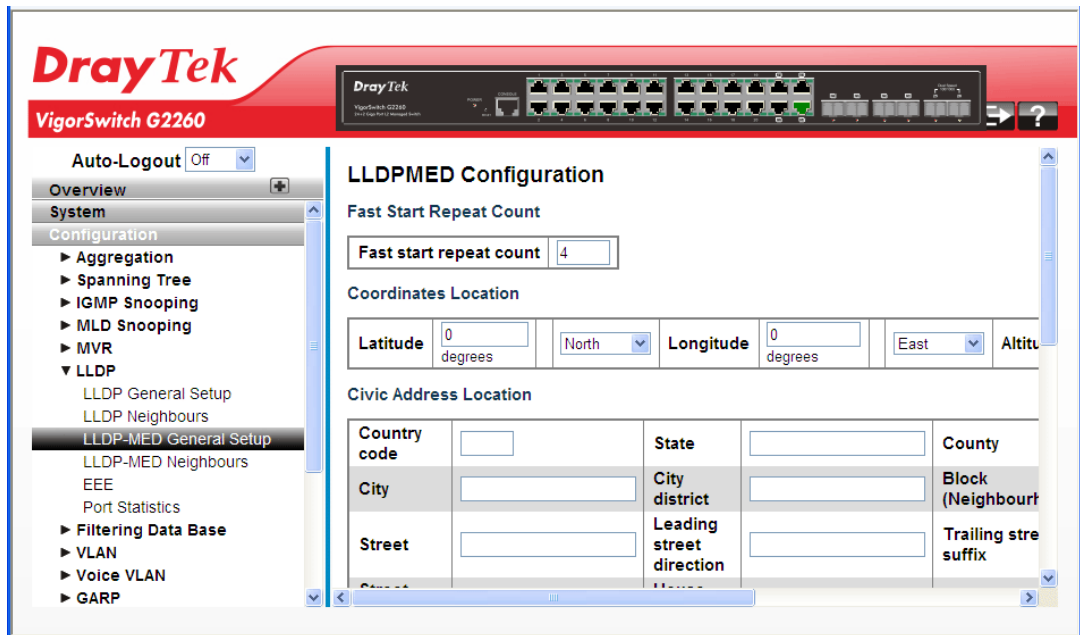 DrayTek
VigorSwitch G2260
DrayTek
VigorSwitch G2260
Auto-Logout Off
Overview
System
Configuration
Aggregation
Spanning Tree
IGMP Snooping
MLD Snooping
MVR
LLDP
LLDP General Setup
LLDP Neighbours
LLDP-MED General Setup
LLDP-MED Neighbours
EEE
Port Statistics
Filtering Data Base
VLAN
Voice VLAN
GARP
LLDPMED Configuration
Fast Start Repeat Count
Fast start repeat count 4
Coordinates Location
Latitude 0 degrees North Longitude 0 degrees East Altitu
Civic Address Location
Country code State County
City City district Block (Neighbourh
Street Leading street direction Trailing stre suffix